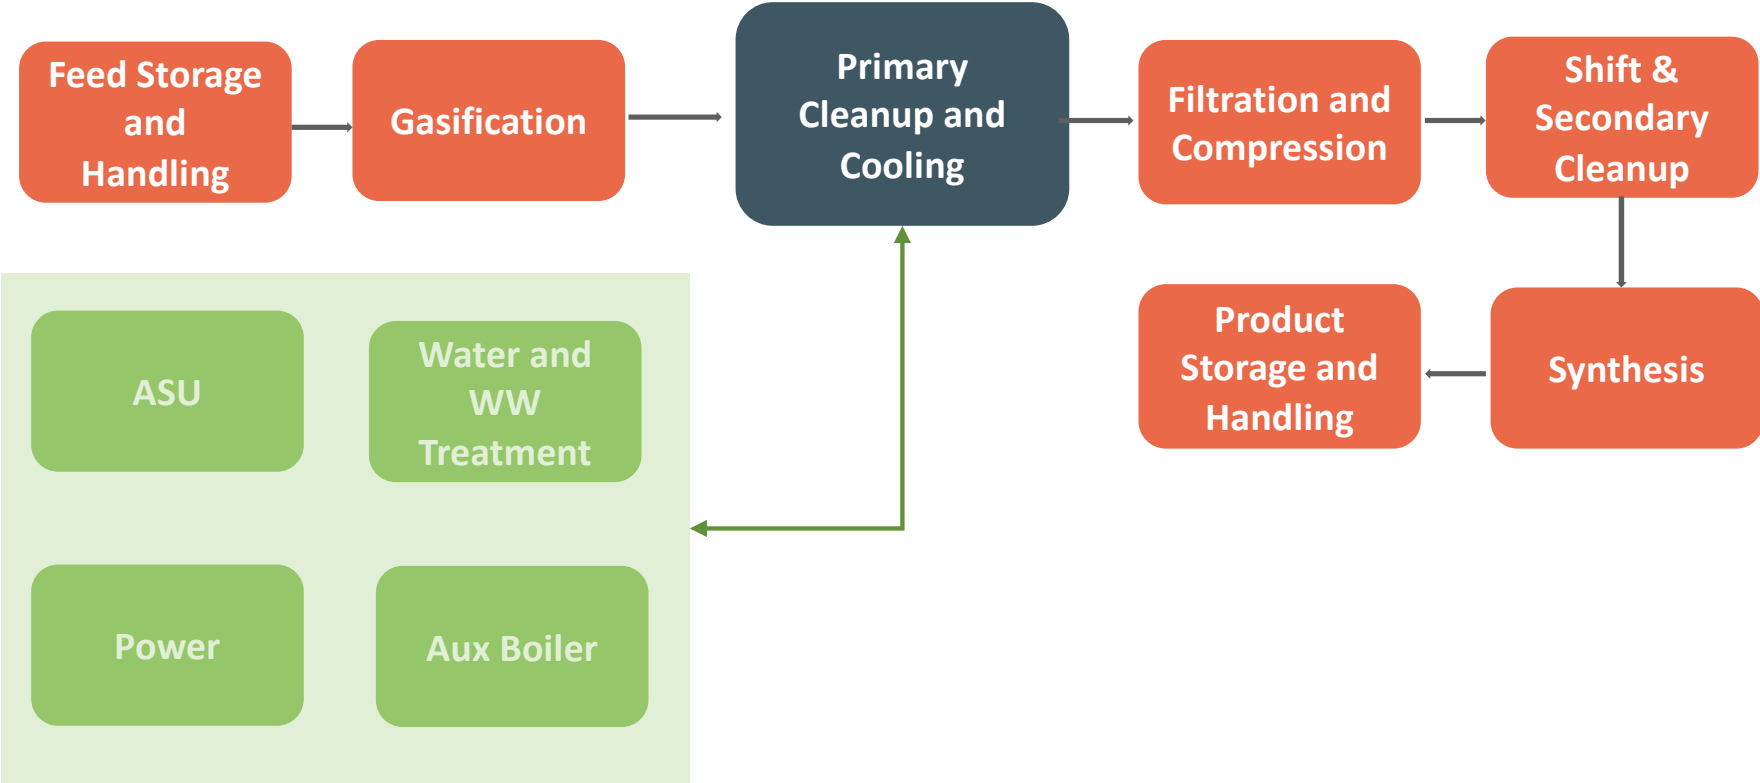 Feed Storage
and
Handling
Gasification
Primary
Cleanup and
Cooling
Filtration and
Compression
Shift &
Secondary
Cleanup
ASU
Water and
WW
Treatment
Product
Storage and
Handling
Synthesis
Power
Aux Boiler